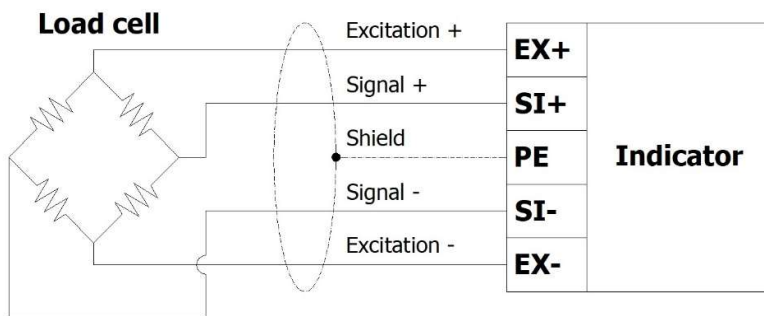 Load cell
Excitation +
EX+
Signal +
SI+
Shield
PE
Indicator
Signal -
SI-
Excitation -
EX-